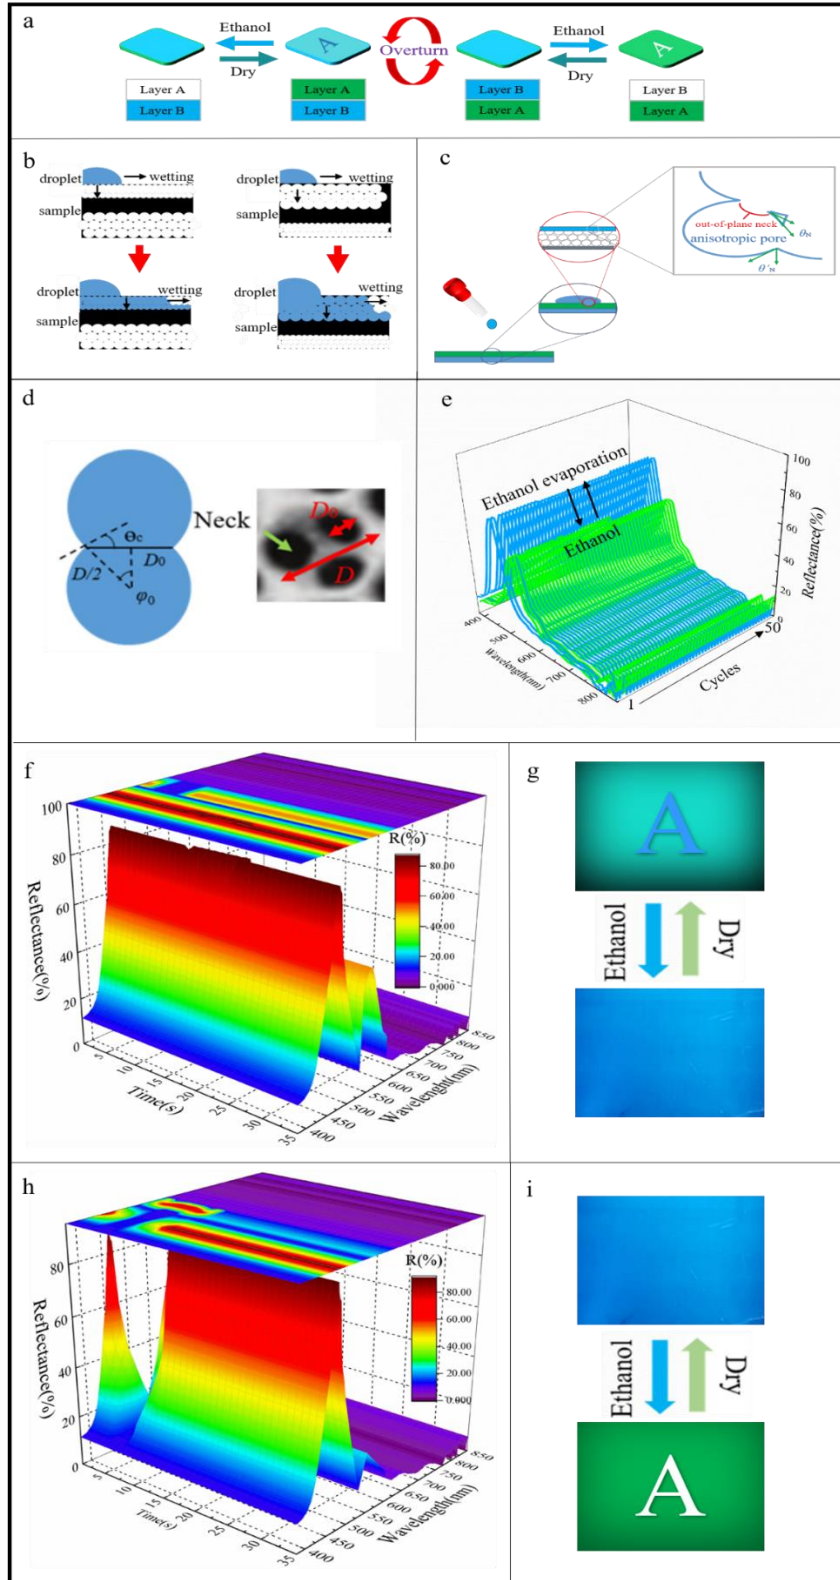 a
Ethanol
Dry
A
Overturn
Ethanol
Dry
A
Layer A
Layer B
Layer A
Layer B
Layer B
Layer A
Layer B
Layer A
b
droplet
wetting
sample
droplet
wetting
sample
droplet
wetting
sample
droplet
wetting
sample
c
out-of-plane neck
anisotropic pore
θN
θ'N
d
Neck
Θc
D/2
D0
φ0
D0
D
e
Ethanol evaporation
Ethanol
Reflectance(%)
100
80
60
40
20
0
400
500
600
700
800
Wavelength(nm)
1
Cycles
50
f
100
80
60
40
20
0
Reflectance(%)
R(%)
80.00
60.00
40.00
20.00
0.000
5
10
15
20
25
30
35
Time(s)
400
450
500
550
600
650
700
750
800
850
Wavelenght(nm)
g
A
Ethanol
Dry
h
80
60
40
20
0
Reflectance(%)
R(%)
80.00
60.00
40.00
20.00
0.000
5
10
15
20
25
30
35
Time(s)
400
450
500
550
600
650
700
750
800
850
Wavelength(nm)
i
Ethanol
Dry
A